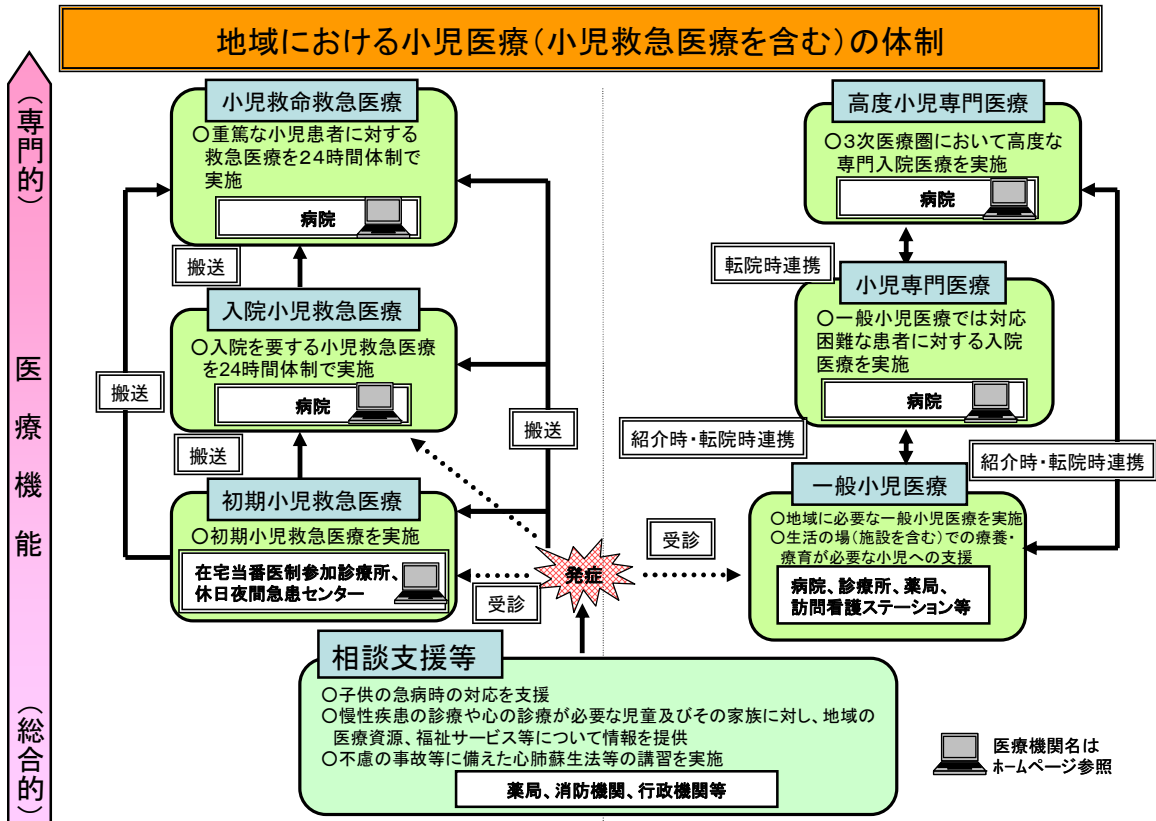 地域における小児医療(小児救急医療を含む)の体制
(専門的)
医療機能
(総合的)
小児救命救急医療
○重篤な小児患者に対する
救急医療を24時間体制で
実施
病院
搬送
入院小児救急医療
○入院を要する小児救急医療
を24時間体制で実施
病院
搬送
搬送
搬送
初期小児救急医療
○初期小児救急医療を実施
在宅当番医制参加診療所、
休日夜間急患センター
受診
発症
受診
高度小児専門医療
○3次医療圏において高度な
専門入院医療を実施
病院
転院時連携
小児専門医療
○一般小児医療では対応
困難な患者に対する入院
医療を実施
病院
紹介時・転院時連携
紹介時・転院時連携
一般小児医療
○地域に必要な一般小児医療を実施
○生活の場(施設を含む)での療養・
療育が必要な小児への支援
病院、診療所、薬局、
訪問看護ステーション等
相談支援等
○子供の急病時の対応を支援
○慢性疾患の診療や心の診療が必要な児童及びその家族に対し、地域の
医療資源、福祉サービス等について情報を提供
○不慮の事故等に備えた心肺蘇生法等の講習を実施
薬局、消防機関、行政機関等
医療機関名は
ホームページ参照